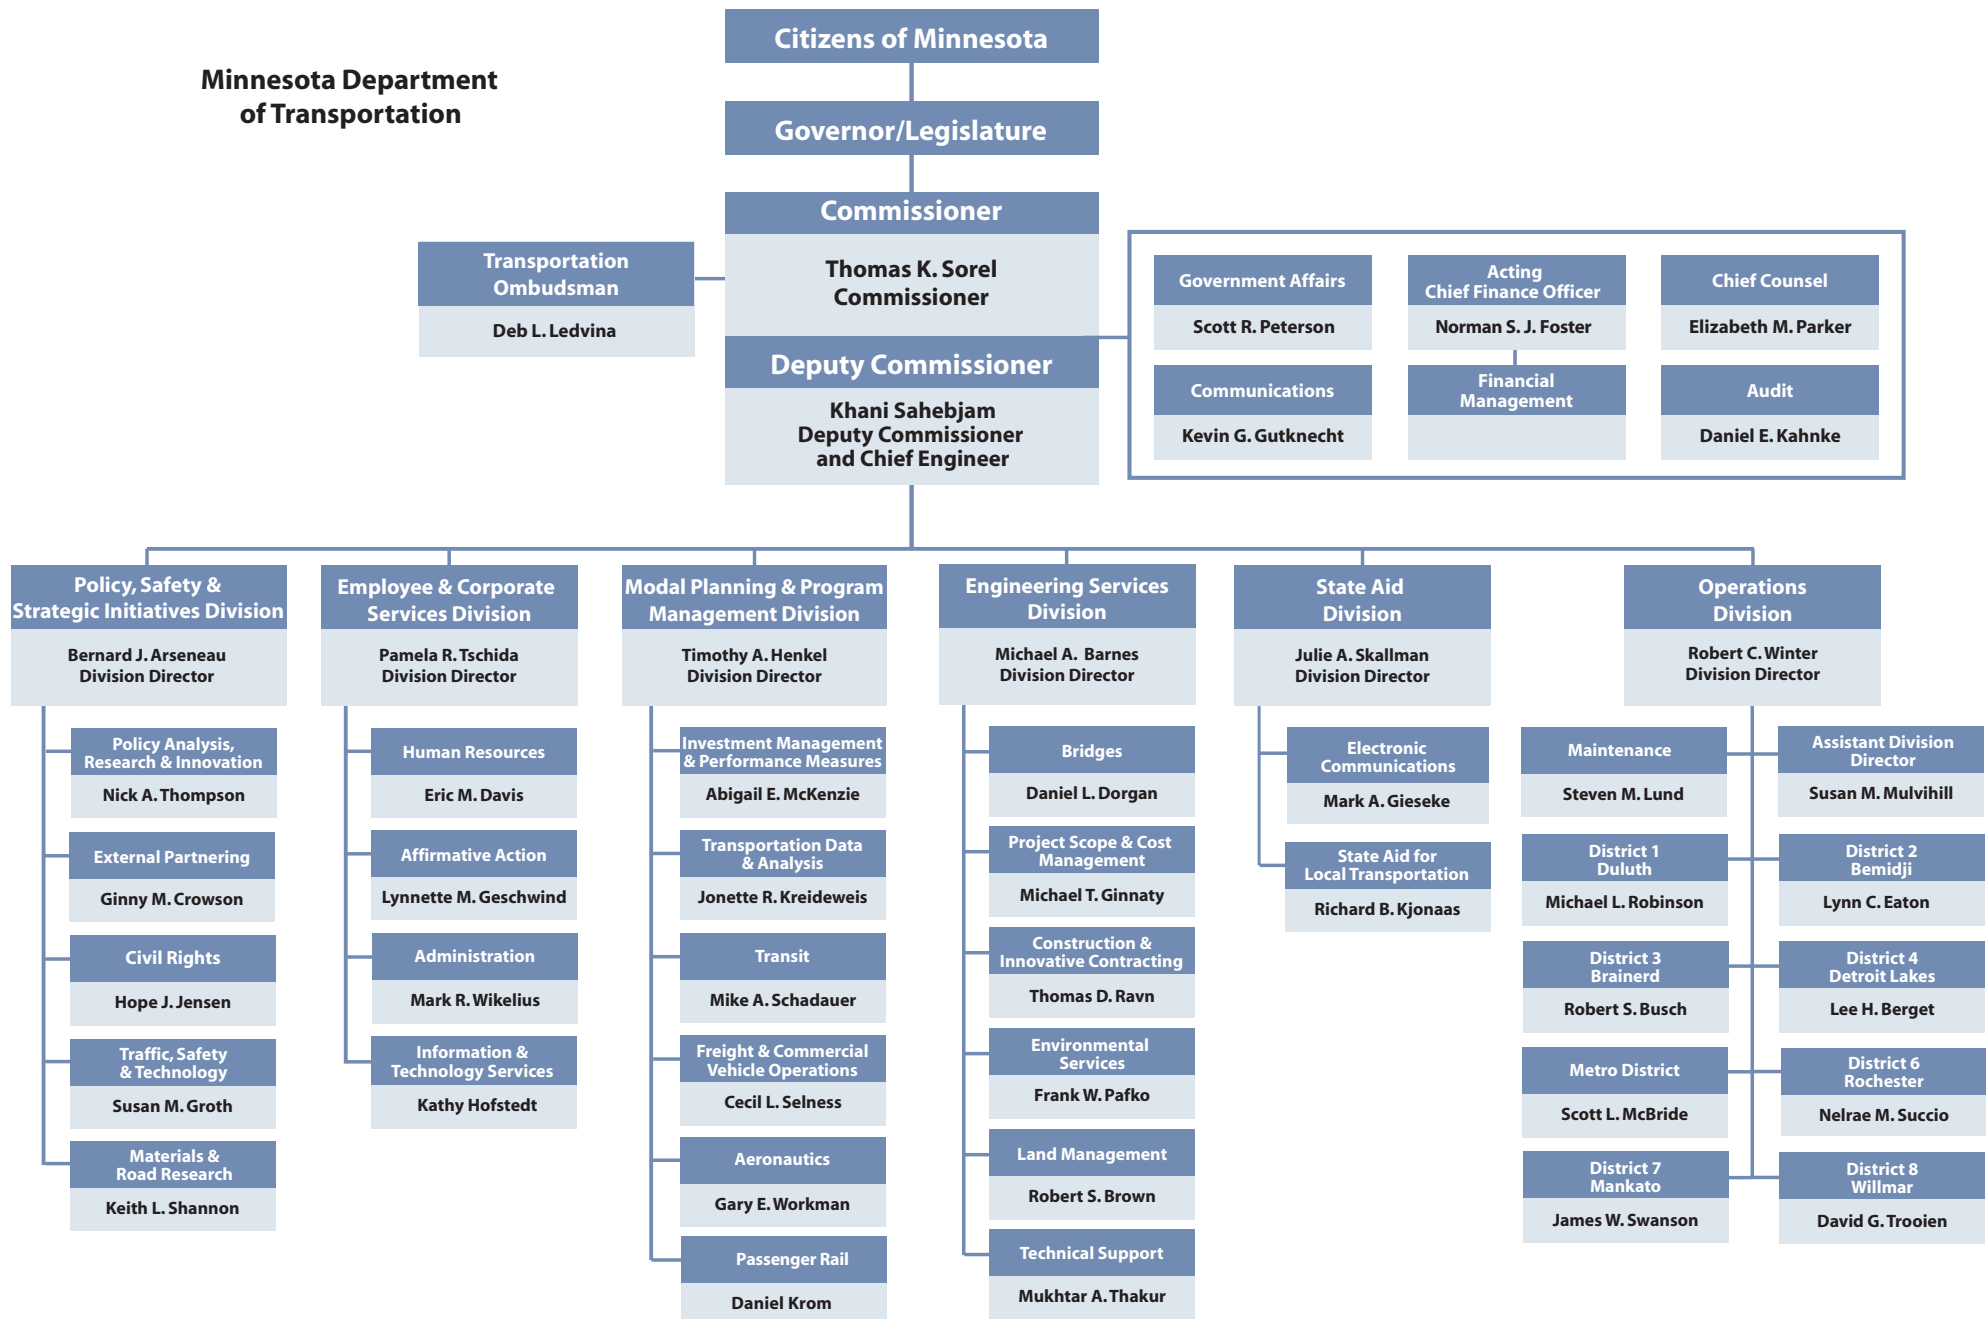 Minnesota Department
of Transportation
Citizens of Minnesota
Governor/Legislature
Commissioner
Thomas K. Sorel
Commissioner
Deputy Commissioner
Khani Sahebjam
Deputy Commissioner
and Chief Engineer
Transportation
Ombudsman
Deb L. Ledvina
Government Affairs
Scott R. Peterson
Acting
Chief Finance Officer
Norman S. J. Foster
Chief Counsel
Elizabeth M. Parker
Communications
Kevin G. Gutknecht
Financial
Management
Audit
Daniel E. Kahnke
Policy, Safety &
Strategic Initiatives Division
Bernard J. Arseneau
Division Director
Policy Analysis,
Research & Innovation
Nick A. Thompson
External Partnering
Ginny M. Crowson
Civil Rights
Hope J. Jensen
Traffic, Safety
& Technology
Susan M. Groth
Materials &
Road Research
Keith L. Shannon
Employee & Corporate
Services Division
Pamela R. Tschida
Division Director
Human Resources
Eric M. Davis
Affirmative Action
Lynnette M. Geschwind
Administration
Mark R. Wikelius
Information &
Technology Services
Kathy Hofstedt
Modal Planning & Program
Management Division
Timothy A. Henkel
Division Director
Investment Management
& Performance Measures
Abigail E. McKenzie
Transportation Data
& Analysis
Jonette R. Kreideweis
Transit
Mike A. Schadauer
Freight & Commercial
Vehicle Operations
Cecil L. Selness
Aeronautics
Gary E. Workman
Passenger Rail
Daniel Krom
Engineering Services
Division
Michael A. Barnes
Division Director
Bridges
Daniel L. Dorgan
Project Scope & Cost
Management
Michael T. Ginnaty
Construction &
Innovative Contracting
Thomas D. Ravn
Environmental
Services
Frank W. Pafko
Land Management
Robert S. Brown
Technical Support
Mukhtar A. Thakur
State Aid
Division
Julie A. Skallman
Division Director
Electronic
Communications
Mark A. Gieseke
State Aid for
Local Transportation
Richard B. Kjonaas
Operations
Division
Robert C. Winter
Division Director
Maintenance
Steven M. Lund
Assistant Division
Director
Susan M. Mulvihill
District 1
Duluth
Michael L. Robinson
District 2
Bemidji
Lynn C. Eaton
District 3
Brainerd
Robert S. Busch
District 4
Detroit Lakes
Lee H. Berget
Metro District
Scott L. McBride
District 6
Rochester
Nelrae M. Succio
District 7
Mankato
James W. Swanson
District 8
Willmar
David G. Trooien